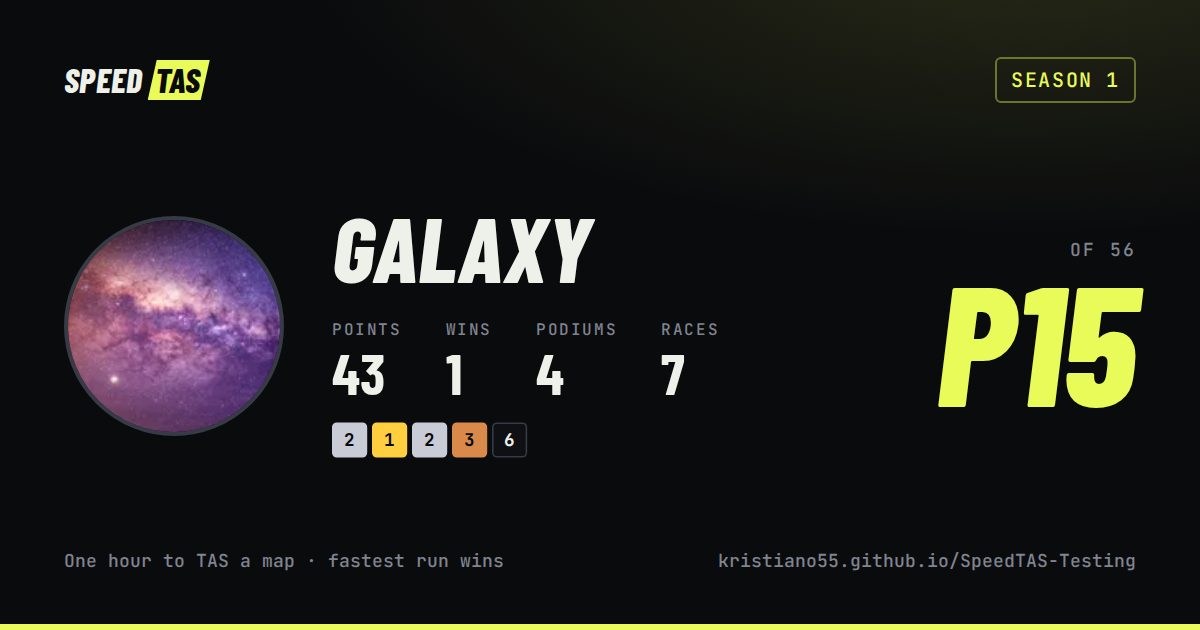 SPEED TAS
SEASON 1
GALAXY
POINTS WINS PODIUMS RACES
43 1 4 7
2 1 2 3 6
OF 56
P15
One hour to TAS a map · fastest run wins
kristiano55.github.io/SpeedTAS-Testing